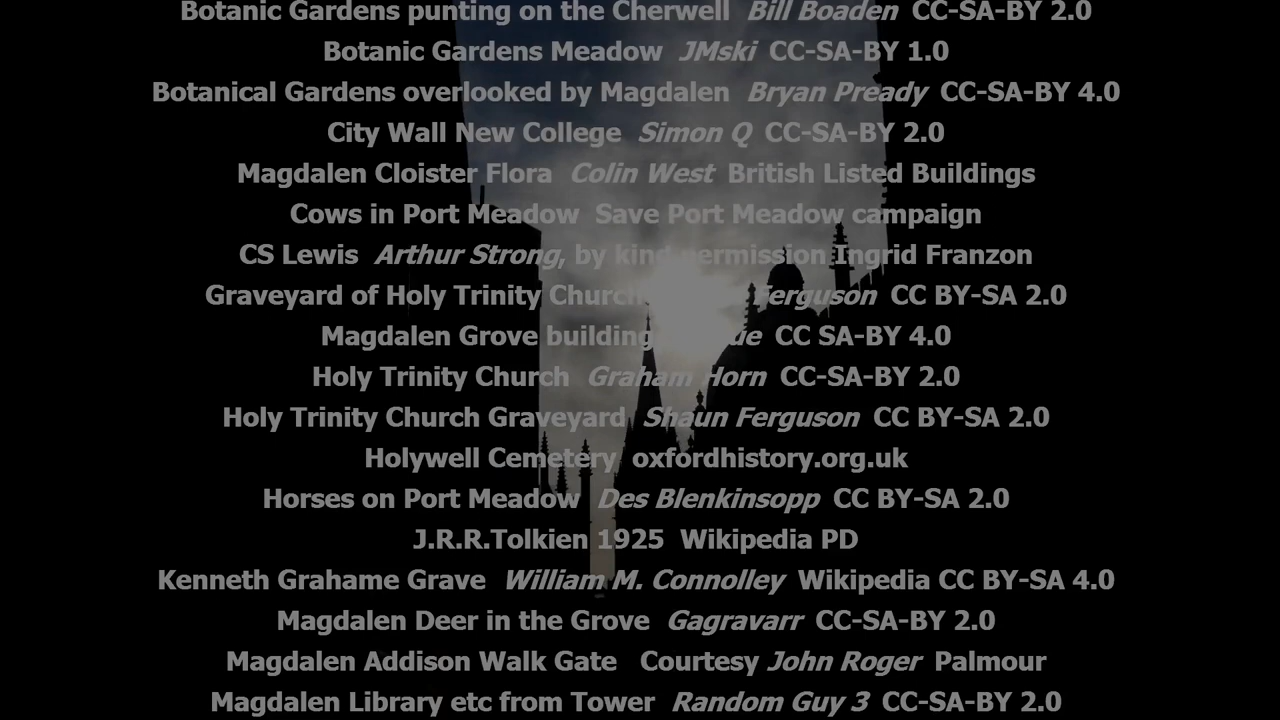 Botanic Gardens punting on the Cherwell Bill Boaden CC-SA-BY 2.0
Botanic Gardens Meadow JMski CC-SA-BY 1.0
Botanical Gardens overlooked by Magdalen Bryan Pready CC-SA-BY 4.0
City Wall New College Simon Q CC-SA-BY 2.0
Magdalen Cloister Flora Colin West British Listed Buildings
Cows in Port Meadow Save Port Meadow campaign
CS Lewis Arthur Strong, by kind permission Ingrid Franzon
Graveyard of Holy Trinity Church Ferguson CC BY-SA 2.0
Magdalen Grove building CC SA-BY 4.0
Holy Trinity Church Graham Horn CC-SA-BY 2.0
Holy Trinity Church Graveyard Shaun Ferguson CC BY-SA 2.0
Holywell Cemetery oxfordhistory.org.uk
Horses on Port Meadow Des Blenkinsopp CC BY-SA 2.0
J.R.R.Tolkien 1925 Wikipedia PD
Kenneth Grahame Grave William M. Connolley Wikipedia CC BY-SA 4.0
Magdalen Deer in the Grove Gagravarr CC-SA-BY 2.0
Magdalen Addison Walk Gate Courtesy John Roger Palmour
Magdalen Library etc from Tower Random Guy 3 CC-SA-BY 2.0